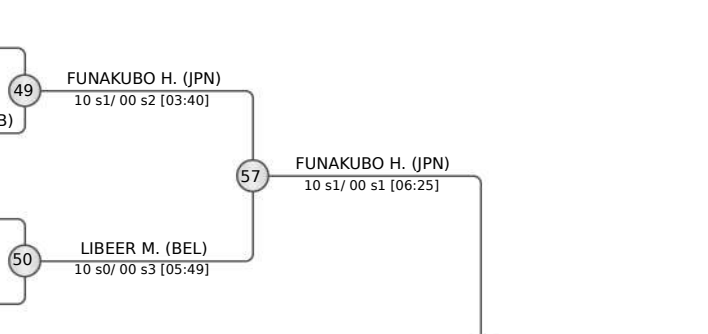 FUNAKUBO H. (JPN)
49
10 s1/ 00 s2 [03:40]
B)
FUNAKUBO H. (JPN)
57
10 s1/ 00 s1 [06:25]
LIBEER M. (BEL)
50
10 s0/ 00 s3 [05:49]